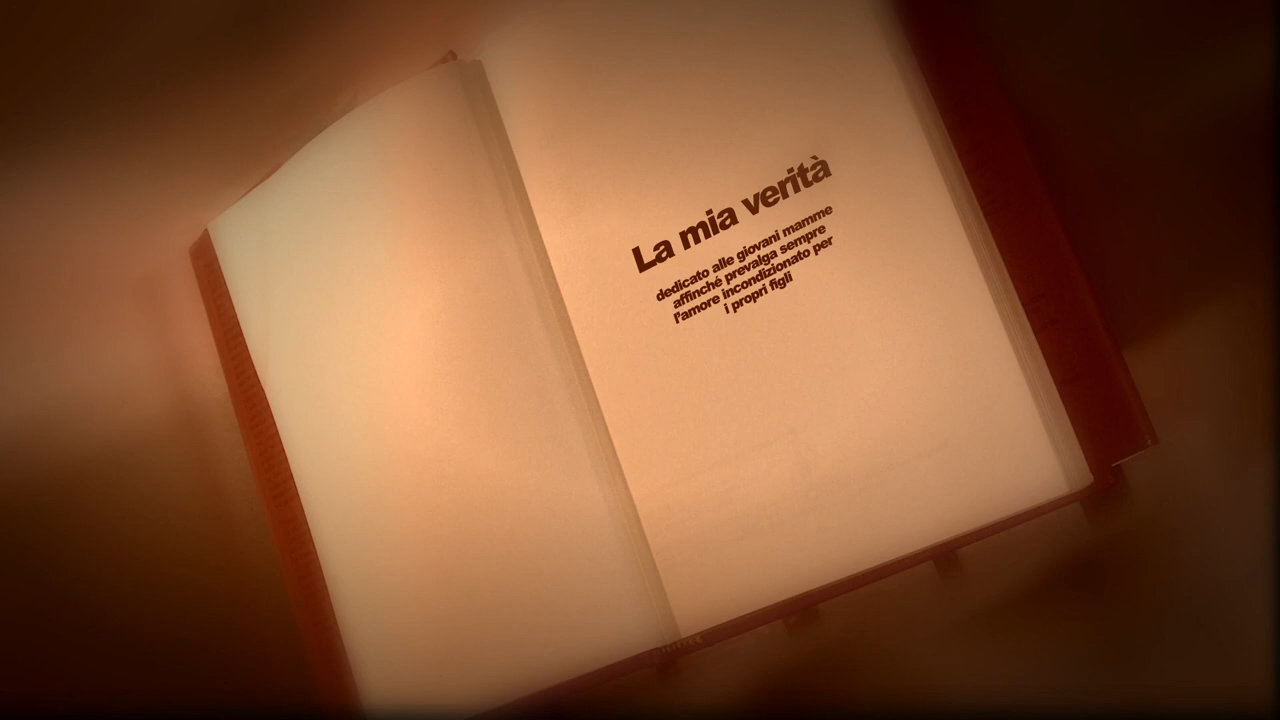 La mia verità
dedicato alle giovani mamme
affinché prevalga sempre
l'amore incondizionato per
i propri figli